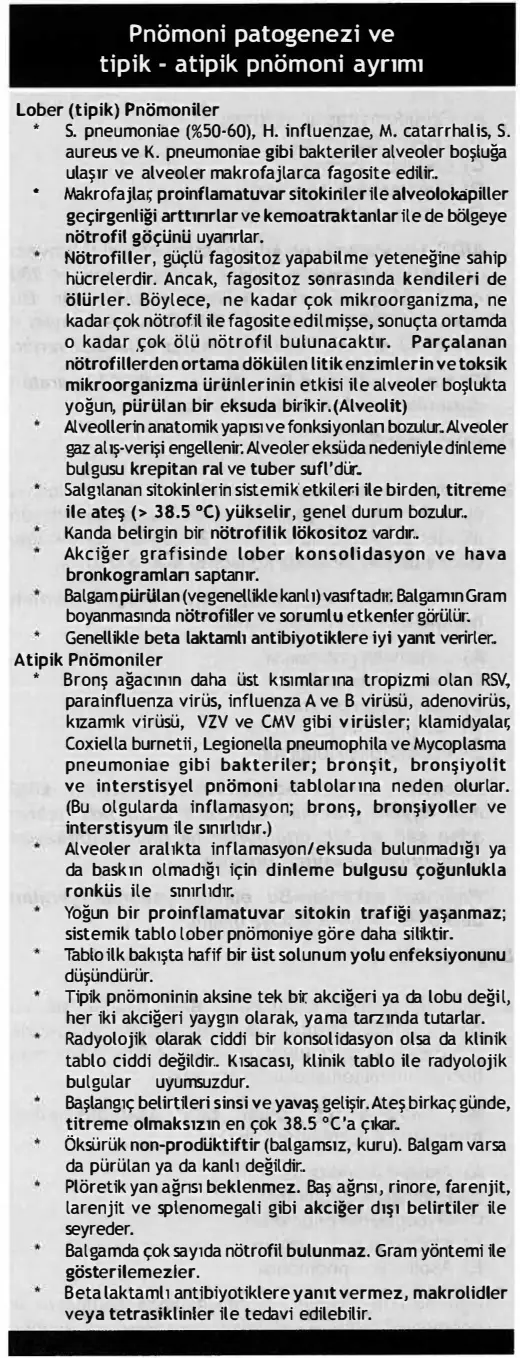 Pnömoni patogenezi ve
tipik - atipik pnömoni ayrımı
Lober (tipik) Pnömoniler
* S. pneumoniae (%50-60), H. influenzae, M. catarrhalis, S.
aureus ve K. pneumoniae gibi bakteriler alveoler boşluğa
ulaşır ve alveoler makrofajlarca fagosite edilir.
* Makrofajlar, proinflamatuvar sitokinler ile alveolokapiller
geçirgenliği arttırırlar ve kemoatraktanlar ile de bölgeye
nötrofil göçünü uyarırlar.
* Nötrofiller, güçlü fagositoz yapabilme yeteneğine sahip
hücrelerdir. Ancak, fagositoz sonrasında kendileri de
ölürler. Böylece, ne kadar çok mikroorganizma, ne
kadar çok nötrofil ile fagosite edilmişse, sonuçta ortamda
o kadar çok ölü nötrofil bulunacaktır. Parçalanan
nötrofillerden ortama dökülen litik enzimlerin ve toksik
mikroorganizma ürünlerinin etkisi ile alveoler boşlukta
yoğun, pürülan bir eksuda birikir. (Alveolit)
* Alveollerin anatomik yapısı ve fonksiyonları bozulur. Alveoler
gaz alış-verişi engellenir. Alveoler eksüda nedeniyle dinleme
bulgusu krepitan ral ve tuber sufl'dür.
* Salgılanan sitokinlerin sistemik etkileri ile birden, titreme
ile ateş (> 38.5 °C) yükselir, genel durum bozulur.
* Kanda belirgin bir nötrofilik lökositoz vardır.
* Akciğer grafisinde lober konsolidasyon ve hava
bronkogramları saptanır.
* Balgam pürülan (ve genellikle kanlı) vasıftadır. Balgamın Gram
boyanmasında nötrofiller ve sorumlu etkenler görülür.
* Genellikle beta laktamlı antibiyotiklere iyi yanıt verirler.
Atipik Pnömoniler
* Bronş ağacının daha üst kısımlarına tropizmi olan RSV,
parainfluenza virüs, influenza A ve B virüsü, adenovirüs,
kızamık virüsü, VZV ve CMV gibi virüsler; klamidyalar,
Coxiella burnetii, Legionella pneumophila ve Mycoplasma
pneumoniae gibi bakteriler; bronşit, bronşiyolit
ve interstisyel pnömoni tablolarına neden olurlar.
(Bu olgularda inflamasyon; bronş, bronşiyoller ve
interstisyum ile sınırlıdır.)
* Alveoler aralıkta inflamasyon/eksuda bulunmadığı ya
da baskın olmadığı için dinleme bulgusu çoğunlukla
ronküs ile sınırlıdır.
* Yoğun bir proinflamatuvar sitokin trafiği yaşanmaz;
sistemik tablo lober pnömoniye göre daha siliktir.
* Tablo ilk bakışta hafif bir üst solunum yolu enfeksiyonunu
düşündürür.
* Tipik pnömoninin aksine tek bir akciğeri ya da lobu değil,
her iki akciğeri yaygın olarak, yama tarzında tutarlar.
* Radyolojik olarak ciddi bir konsolidasyon olsa da klinik
tablo ciddi değildir. Kısacası, klinik tablo ile radyolojik
bulgular uyumsuzdur.
* Başlangıç belirtileri sinsi ve yavaş gelişir. Ateş birkaç günde,
titreme olmaksızın en çok 38.5 °C'a çıkar.
* Öksürük non-prodüktiftir (balgamsız, kuru). Balgam varsa
da pürülan ya da kanlı değildir.
* Plöretik yan ağrısı beklenmez. Baş ağrısı, rinore, farenjit,
larenjit ve splenomegali gibi akciğer dışı belirtiler ile
seyreder.
* Balgamda çok sayıda nötrofil bulunmaz. Gram yöntemi ile
gösterilemezler.
* Beta laktamlı antibiyotiklere yanıt vermez, makrolidler
veya tetrasiklinler ile tedavi edilebilir.